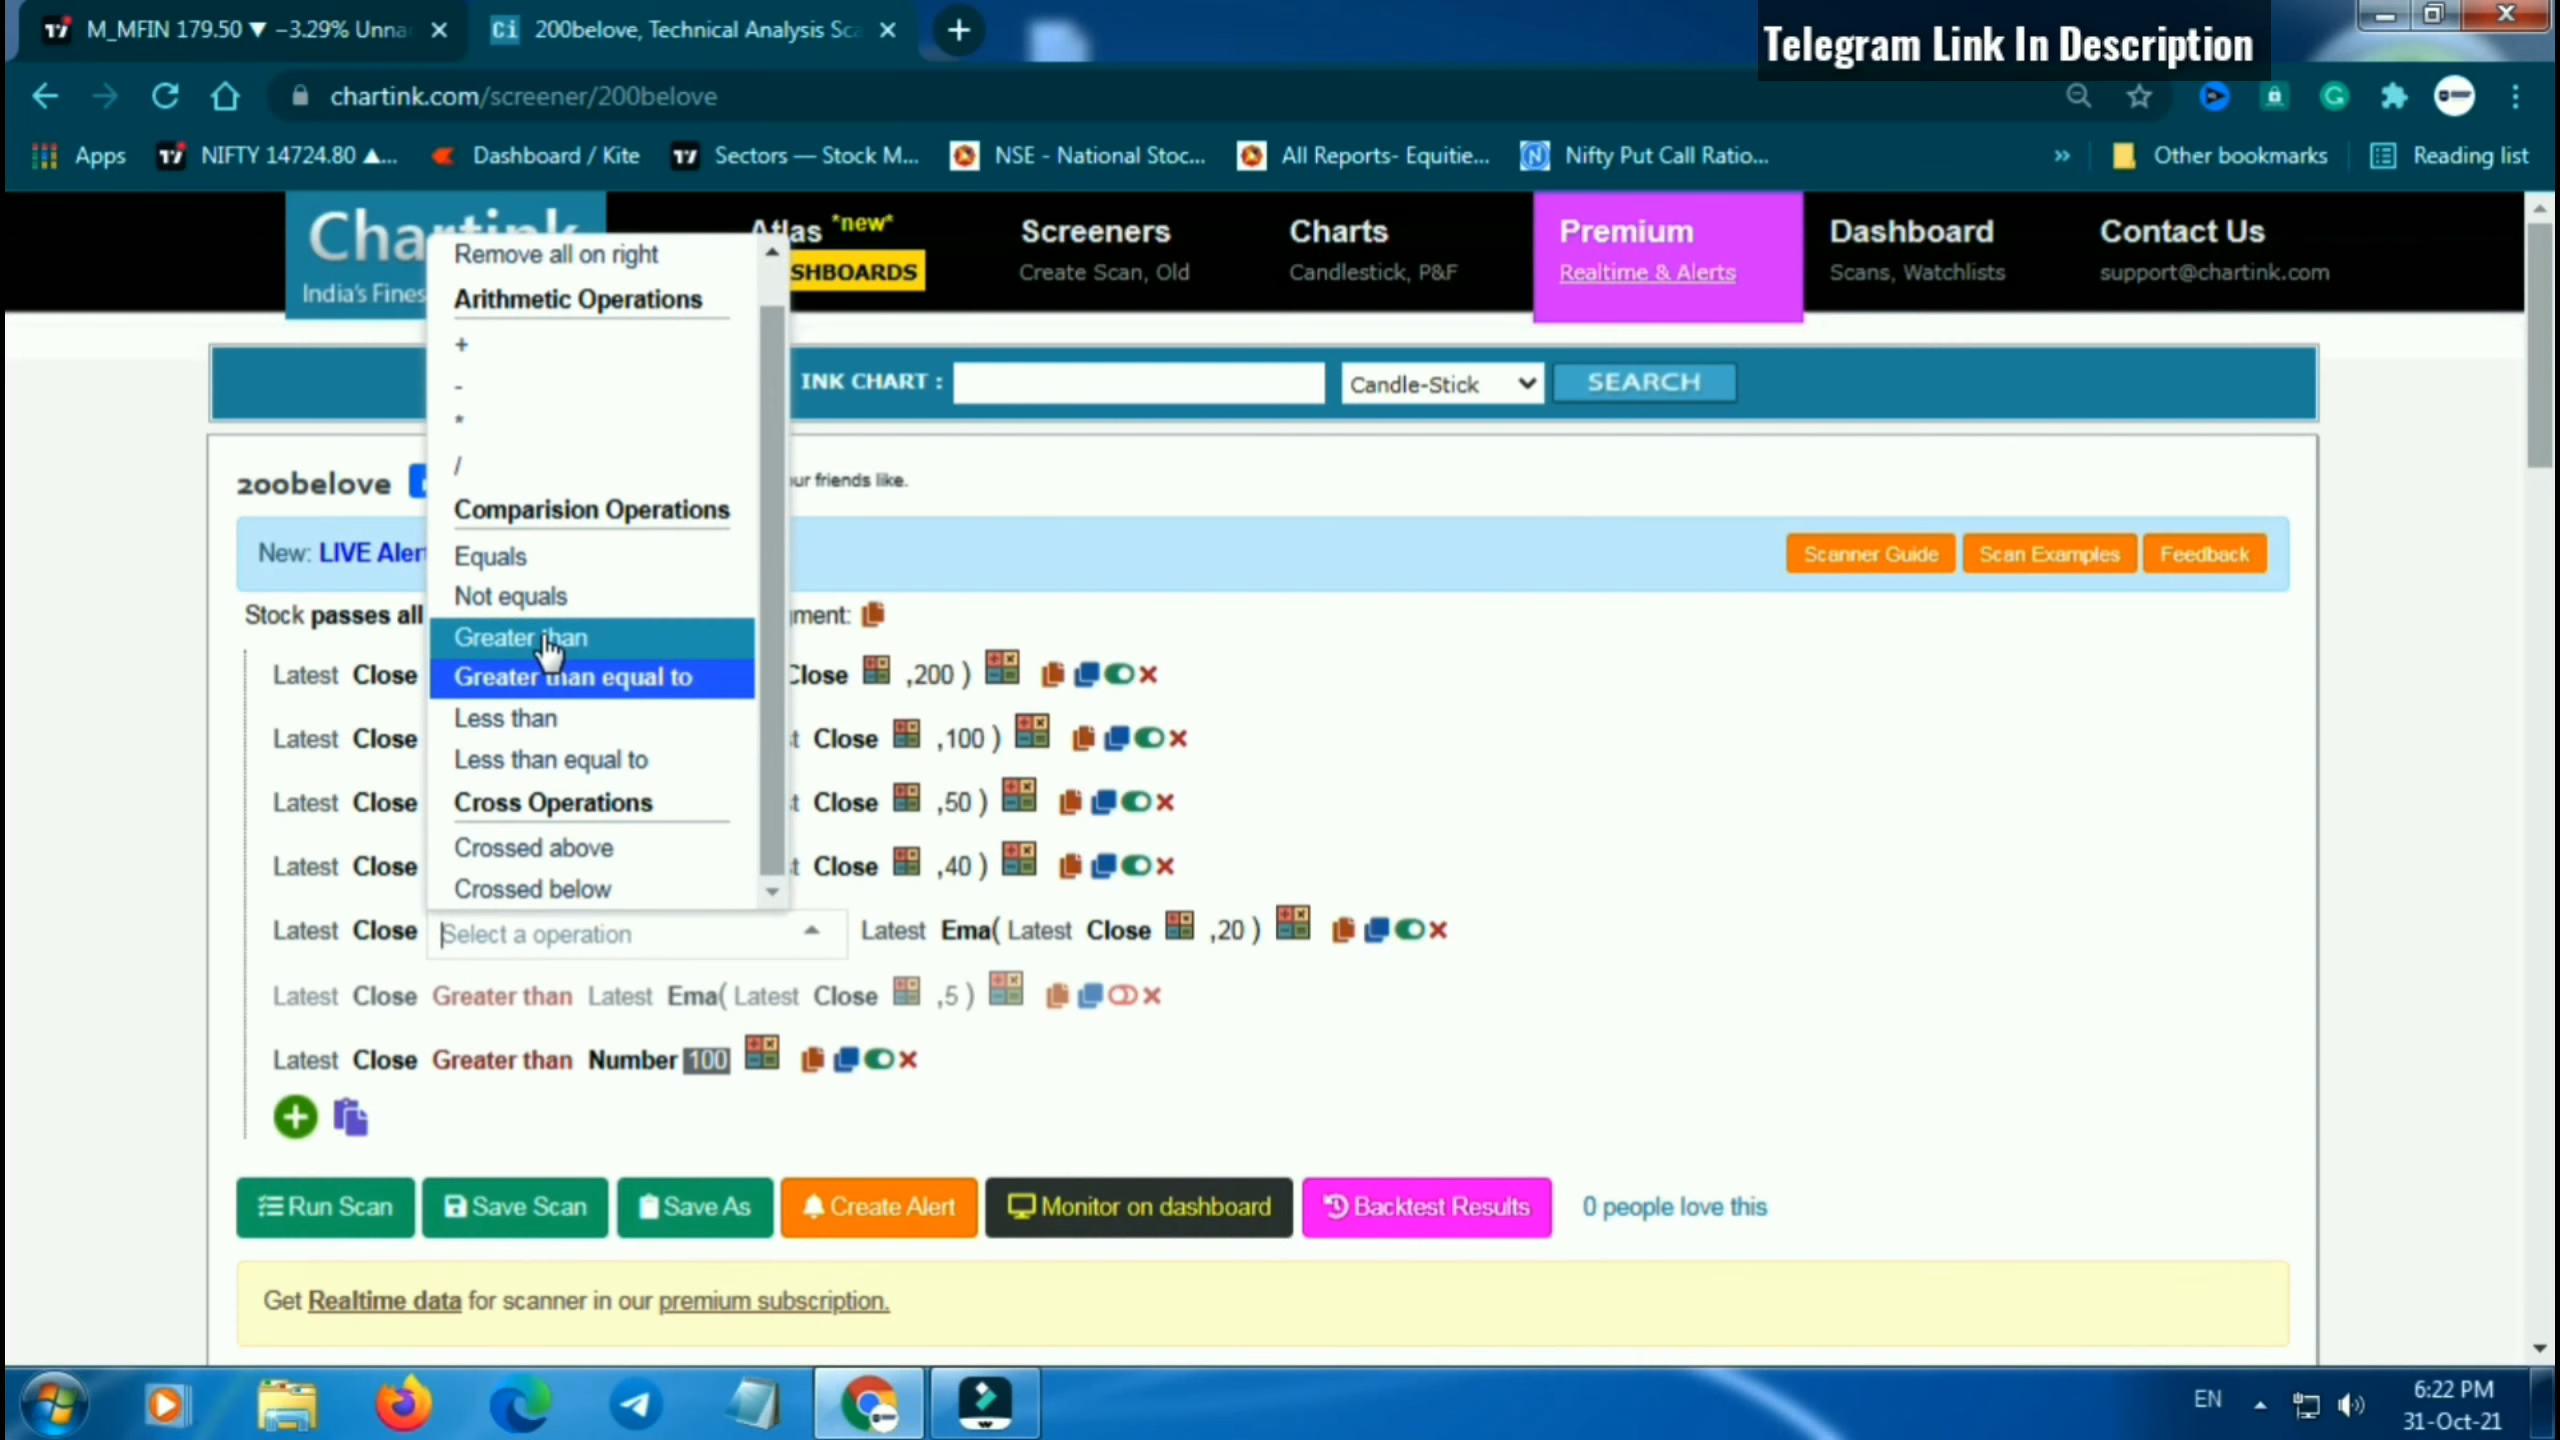 M_MFIN 179.50 ▼ −3.29% Unna
200belove, Technical Analysis Sca
Telegram Link In Description
chartink.com/screener/200belove
Apps
NIFTY 14724.80 ▲...
Dashboard / Kite
Sectors — Stock M...
NSE - National Stoc...
All Reports- Equitie...
Nifty Put Call Ratio...
»
Other bookmarks
Reading list
Chartink
India's Fines
Atlas *new*
SHBOARDS
Screeners
Create Scan, Old
Charts
Candlestick, P&F
Premium
Realtime & Alerts
Dashboard
Scans, Watchlists
Contact Us
support@chartink.com
INK CHART :
Candle-Stick
SEARCH
200belove
ur friends like.
New: LIVE Alert
Scanner Guide
Scan Examples
Feedback
Stock passes all
gment:
Remove all on right
Arithmetic Operations
+
-
*
/
Comparision Operations
Equals
Not equals
Greater than
Greater than equal to
Less than
Less than equal to
Cross Operations
Crossed above
Crossed below
Latest Close
Close ,200 )
Latest Close
t Close ,100 )
Latest Close
t Close ,50 )
Latest Close
t Close ,40 )
Latest Close Select a operation Latest Ema( Latest Close ,20 )
Latest Close Greater than Latest Ema( Latest Close ,5 )
Latest Close Greater than Number 100
Run Scan
Save Scan
Save As
Create Alert
Monitor on dashboard
Backtest Results
0 people love this
Get Realtime data for scanner in our premium subscription.
EN
6:22 PM
31-Oct-21